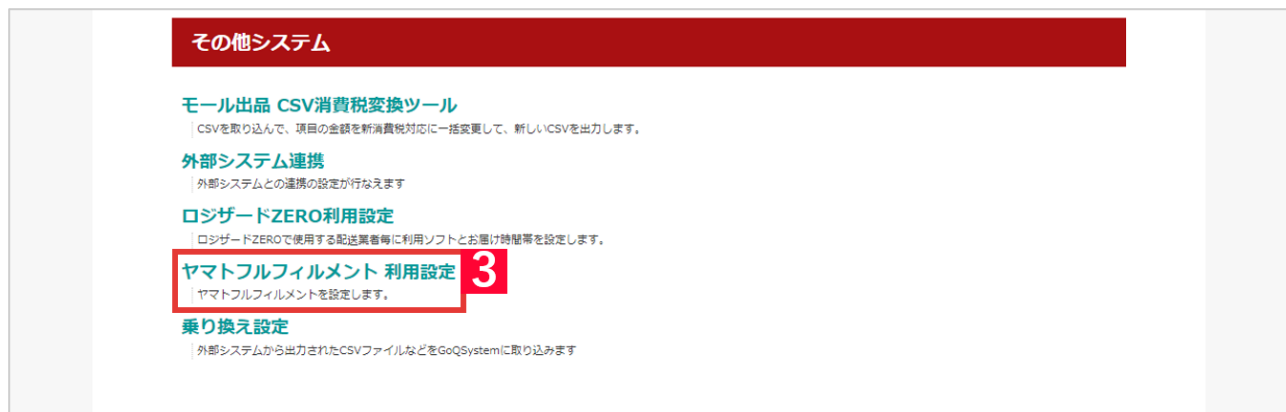 その他システム
モール出品 CSV消費税変換ツール
CSVを取り込んで、項目の金額を新消費税対応に一括変更して、新しいCSVを出力します。
外部システム連携
外部システムとの連携の設定が行なえます
ロジザードZERO利用設定
ロジザードZEROで使用する配送業者毎に利用ソフトとお届け時間帯を設定します。
ヤマトフルフィルメント 利用設定 3
ヤマトフルフィルメントを設定します。
乗り換え設定
外部システムから出力されたCSVファイルなどをGoQSystemに取り込みます